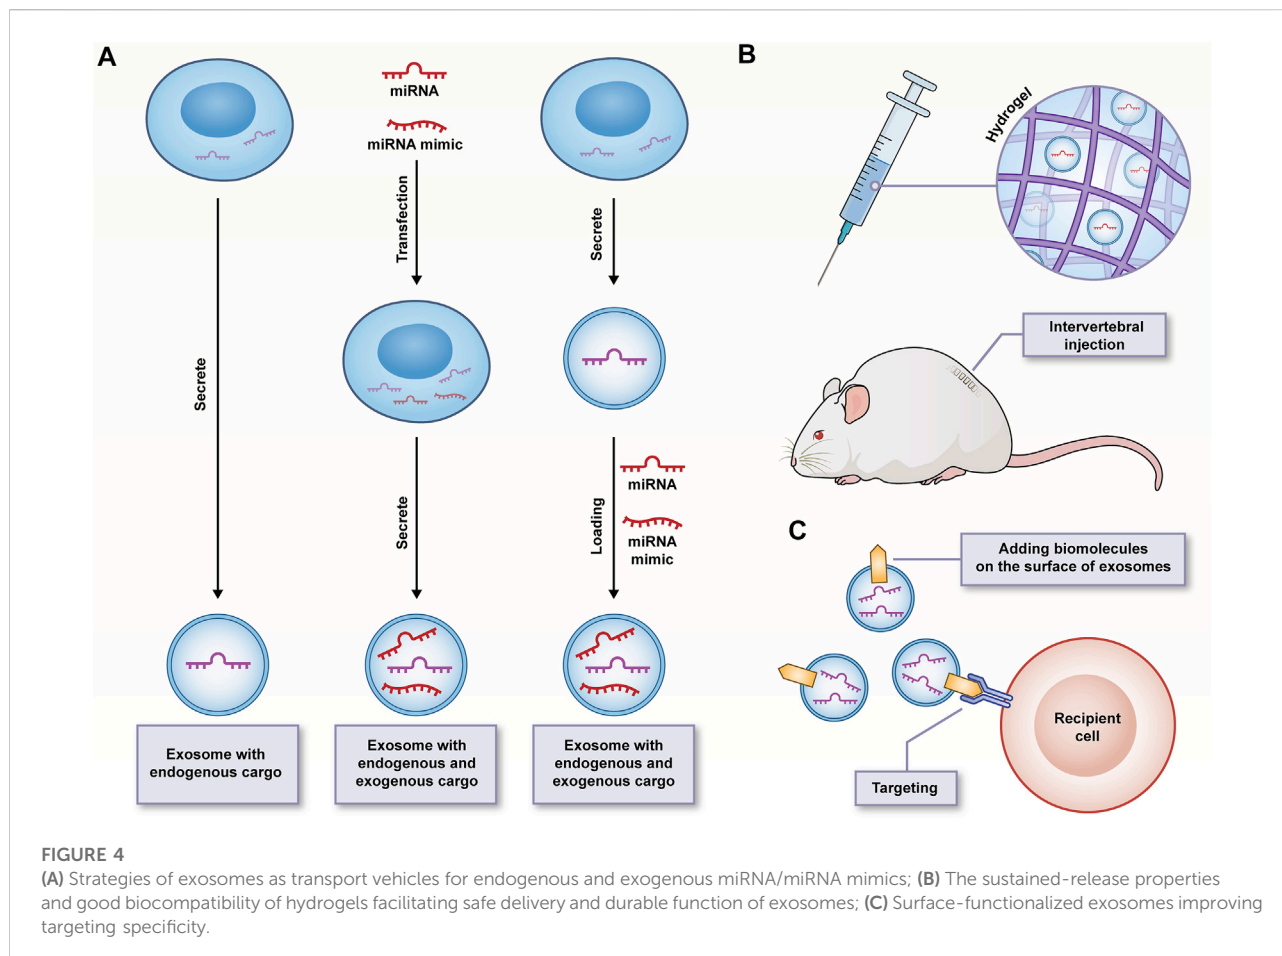 A
miRNA
miRNA mimic
Transfection
Secrete
Secrete
Secrete
Loading
miRNA
miRNA
mimic
Exosome with
endogenous cargo
Exosome with
endogenous and
exogenous cargo
Exosome with
endogenous and
exogenous cargo
B
Hydrogel
Intervertebral
injection
C
Adding biomolecules
on the surface of exosomes
Recipient
cell
Targeting
FIGURE 4
(A) Strategies of exosomes as transport vehicles for endogenous and exogenous miRNA/miRNA mimics; (B) The sustained-release properties
and good biocompatibility of hydrogels facilitating safe delivery and durable function of exosomes; (C) Surface-functionalized exosomes improving
targeting specificity.